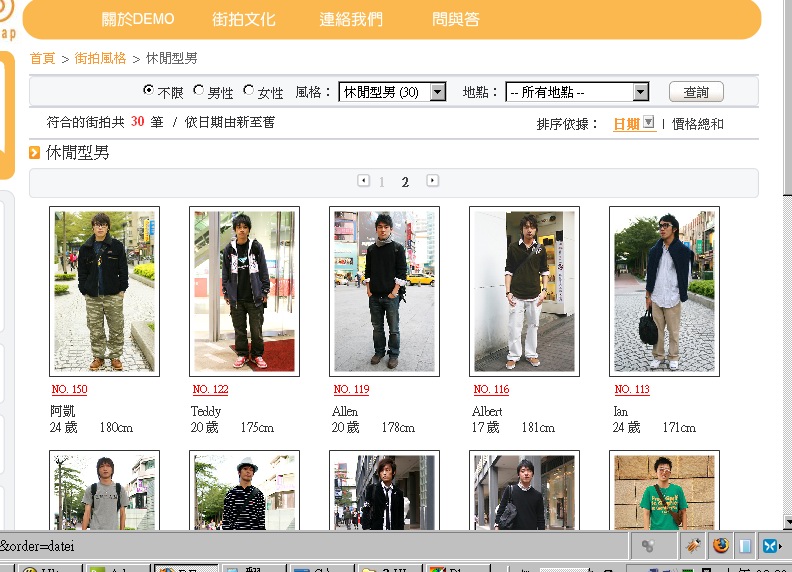 關於DEMO 街拍文化 連絡我們 問與答
首頁 > 街拍風格 > 休閒型男
不限 男性 女性 風格： 休閒型男 (30) 地點： -- 所有地點 -- 查詢
符合的街拍共 30 筆 / 依日期由新至舊 排序依據： 日期 | 價格總和
休閒型男
1 2
NO. 150 NO. 122 NO. 119 NO. 116 NO. 113
阿凱 Teddy Allen Albert Ian
24 歲 180cm 20 歲 175cm 20 歲 178cm 17 歲 181cm 24 歲 171cm
&order=datei